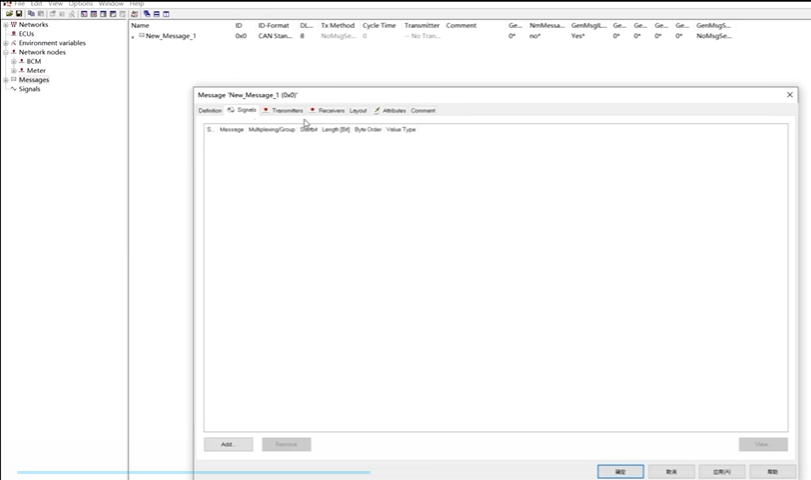 File Edit View Options Window Help
Networks
ECUs
Environment variables
Network nodes
BCM
Meter
Messages
Signals
Name ID ID-Format DL... Tx Method Cycle Time Transmitter Comment Ge... NmMessa... GenMsgIL... Ge... Ge... Ge... Ge... GenMsgS...
New_Message_1 0x0 CAN Stan... 8 NoMsgSe... 0 -- No Tran... 0* no* Yes* 0* 0* 0* 0* NoMsgSe...
Message 'New_Message_1 (0x0)'
Definition Signals Transmitters Receivers Layout Attributes Comment
S... Message Multiplexing/Group Startbit Length [Bit] Byte Order Value Type
Add... Remove View...
确定 取消 应用(A) 帮助